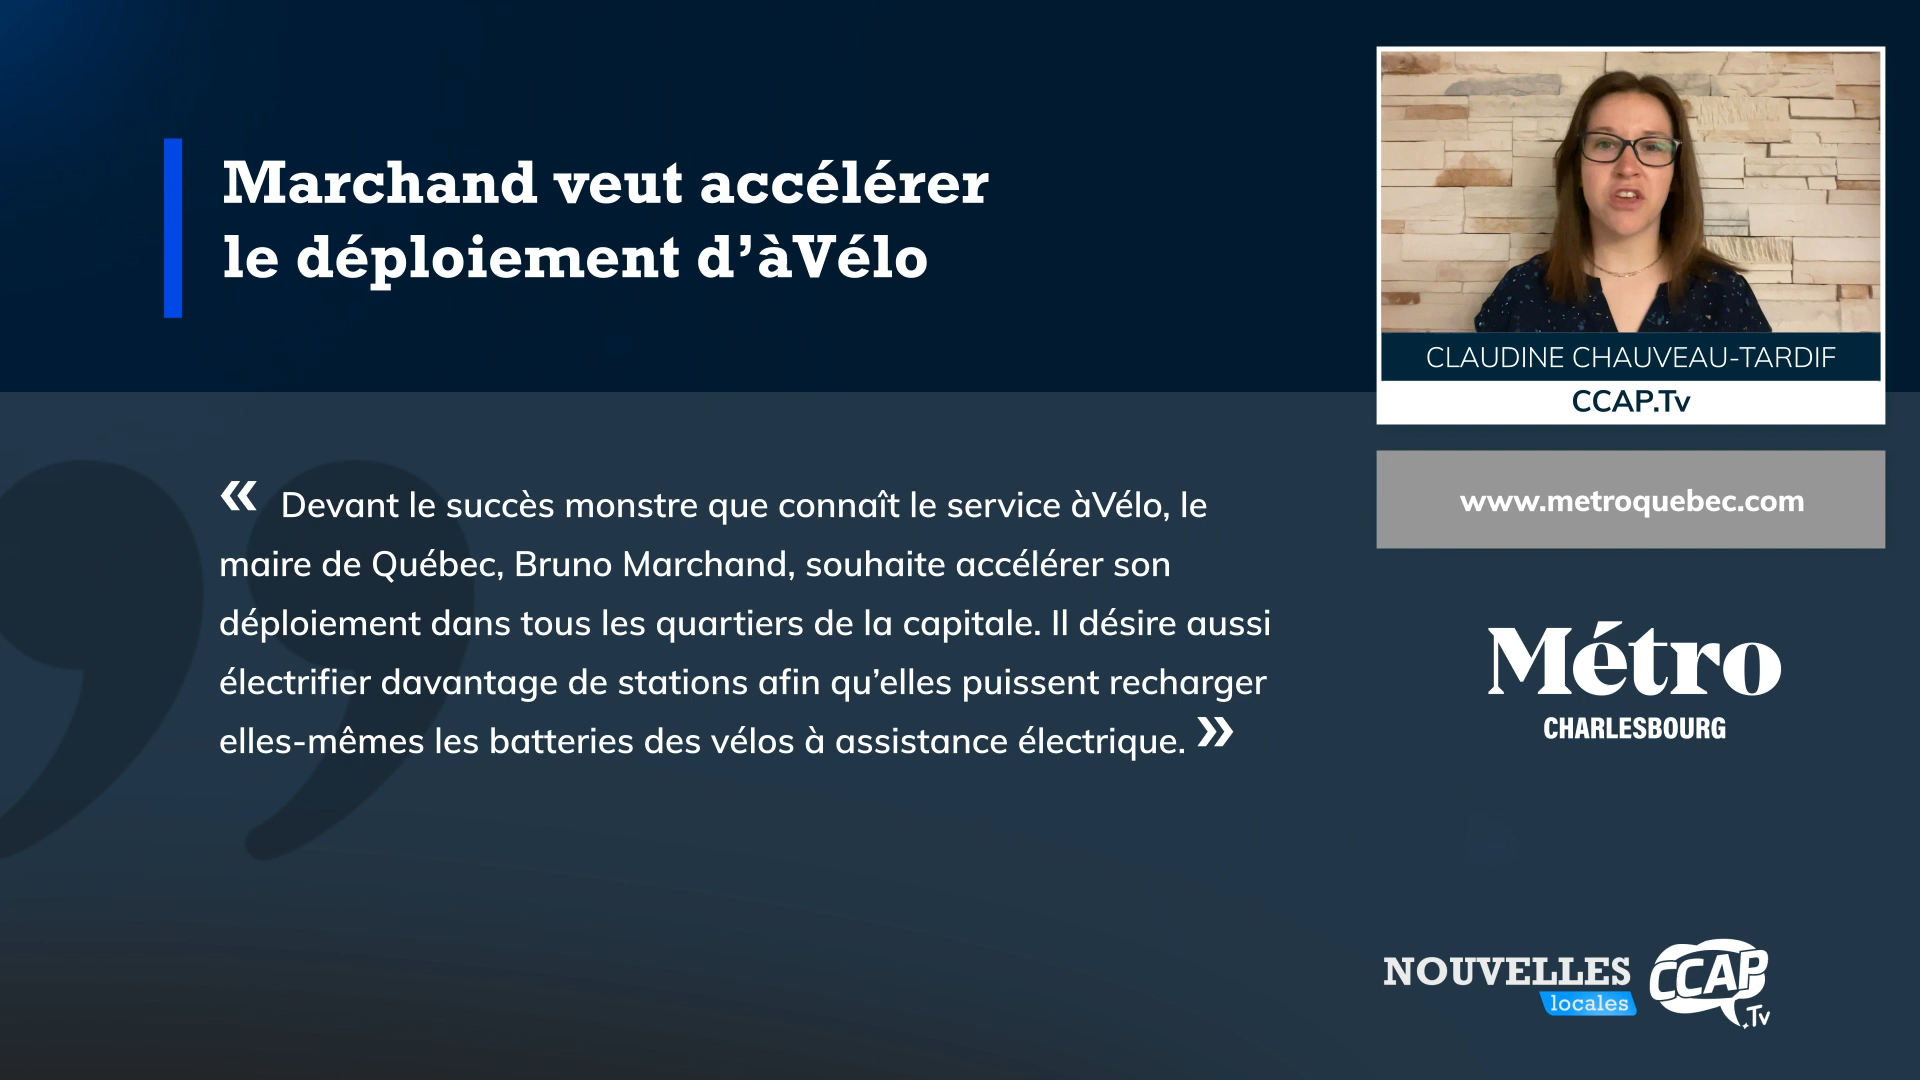 Marchand veut accélérer
le déploiement d’àVélo
« Devant le succès monstre que connaît le service àVélo, le
maire de Québec, Bruno Marchand, souhaite accélérer son
déploiement dans tous les quartiers de la capitale. Il désire aussi
électrifier davantage de stations afin qu’elles puissent recharger
elles-mêmes les batteries des vélos à assistance électrique. »
CLAUDINE CHAUVEAU-TARDIF
CCAP.Tv
www.metroquebec.com
Métro
CHARLESBOURG
NOUVELLES
locales
CCAP
.Tv